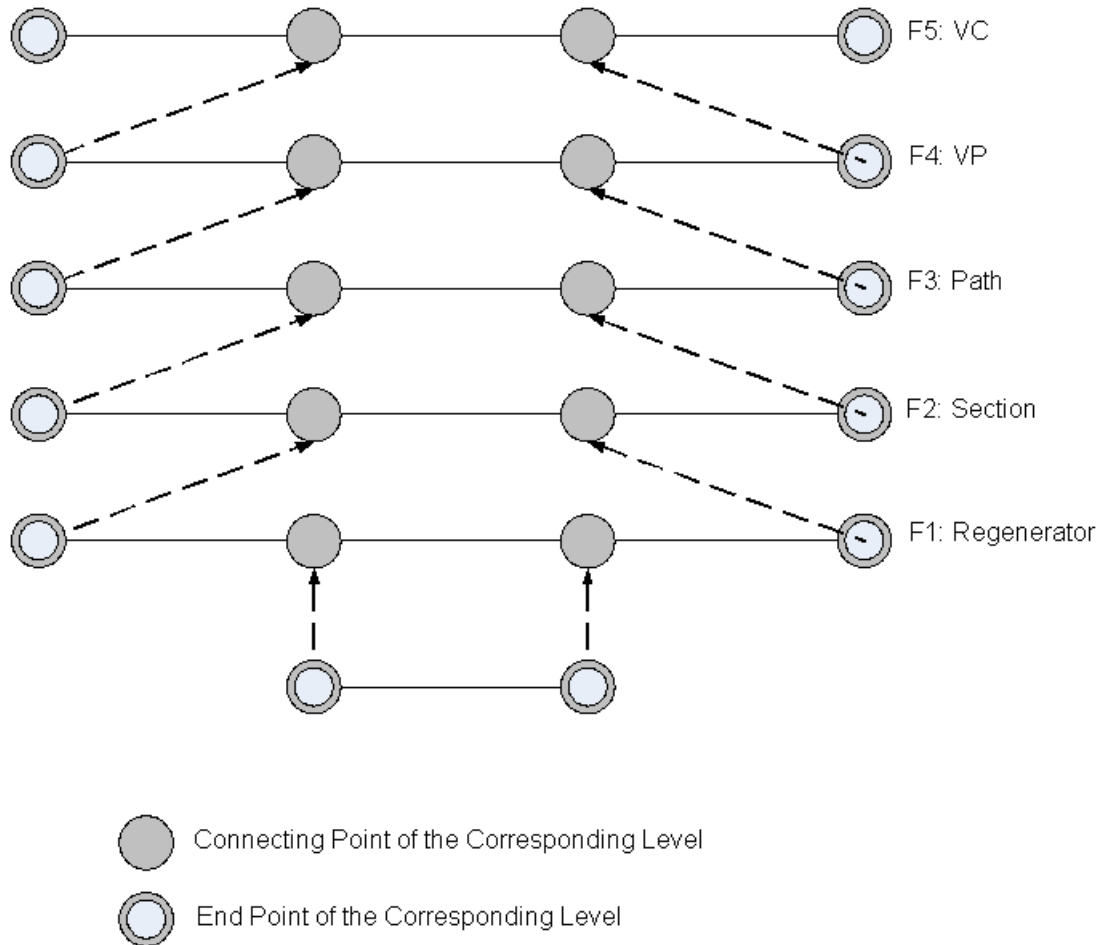 F5: VC
F4: VP
F3: Path
F2: Section
F1: Regenerator
Connecting Point of the Corresponding Level
End Point of the Corresponding Level